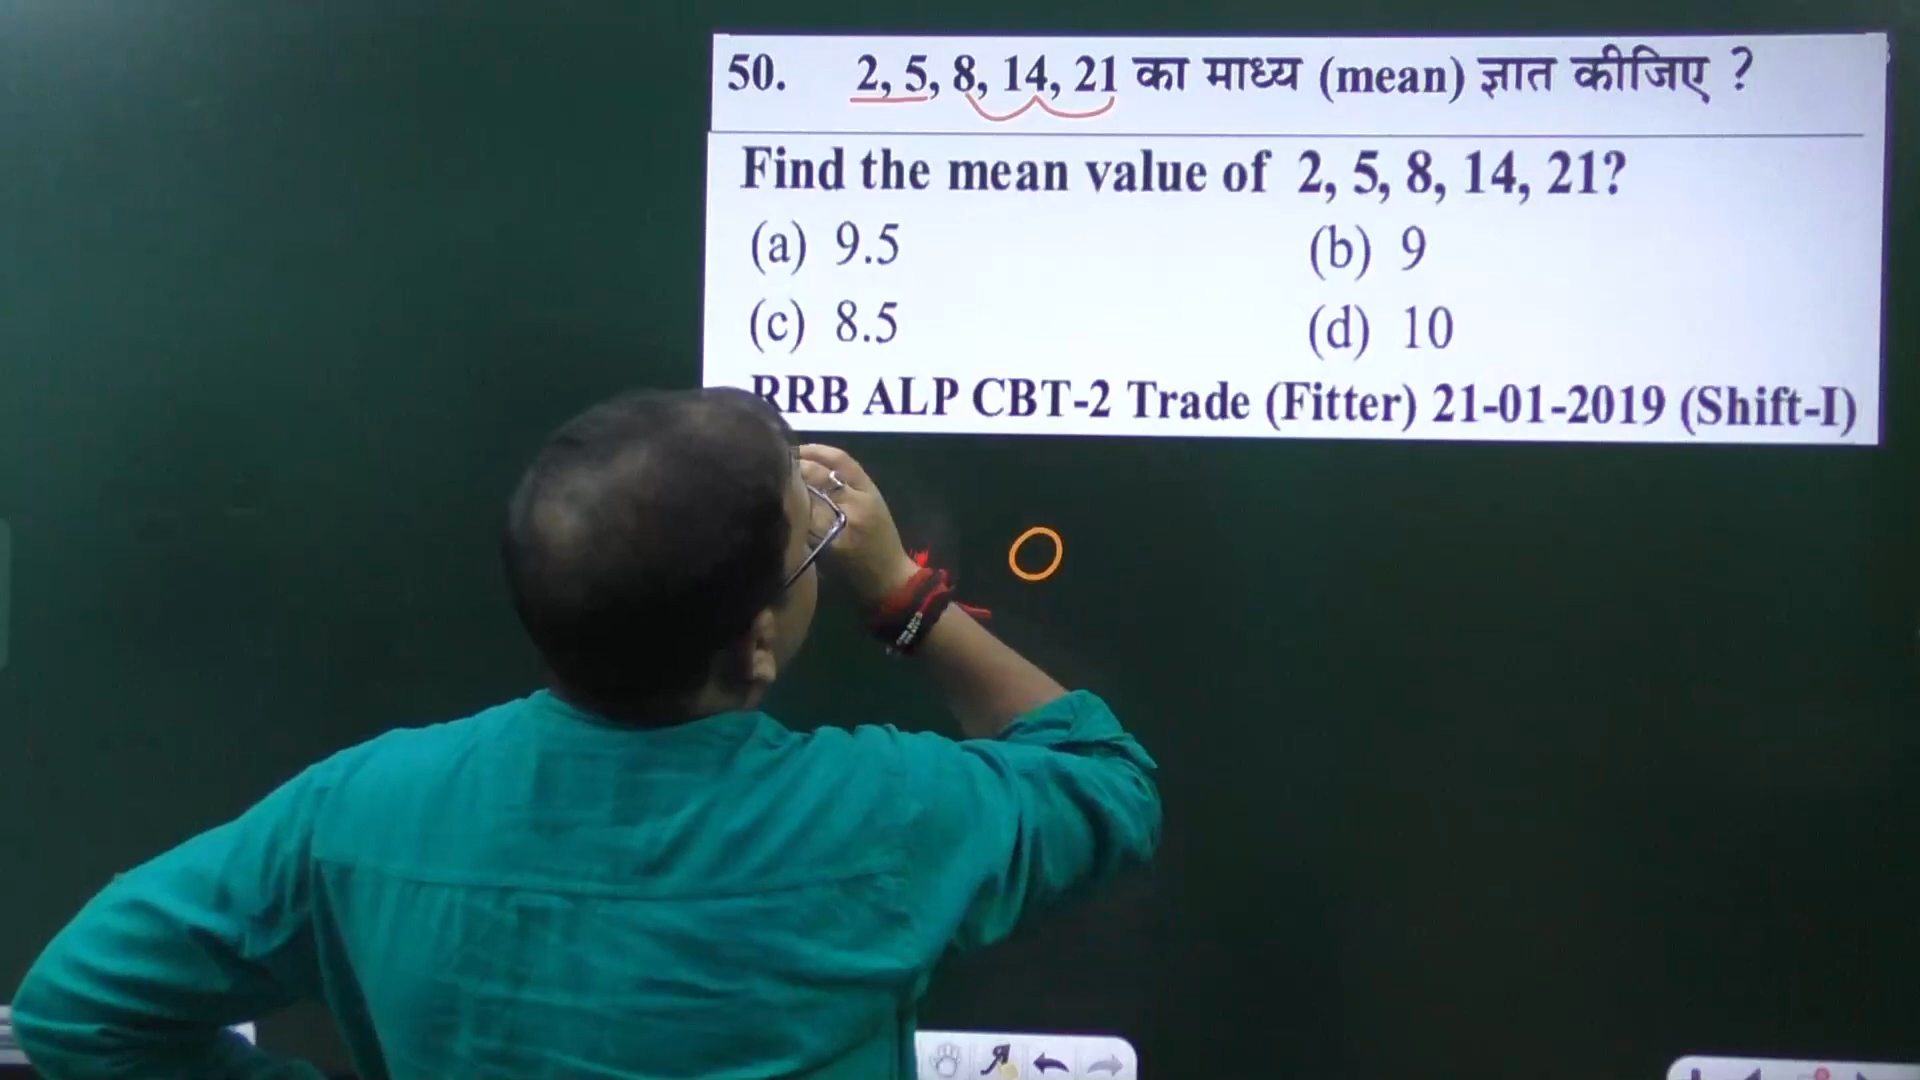 50. 2, 5, 8, 14, 21 का माध्य (mean) ज्ञात कीजिए ?
Find the mean value of 2, 5, 8, 14, 21?
(a) 9.5 (b) 9
(c) 8.5 (d) 10
RRB ALP CBT-2 Trade (Fitter) 21-01-2019 (Shift-I)